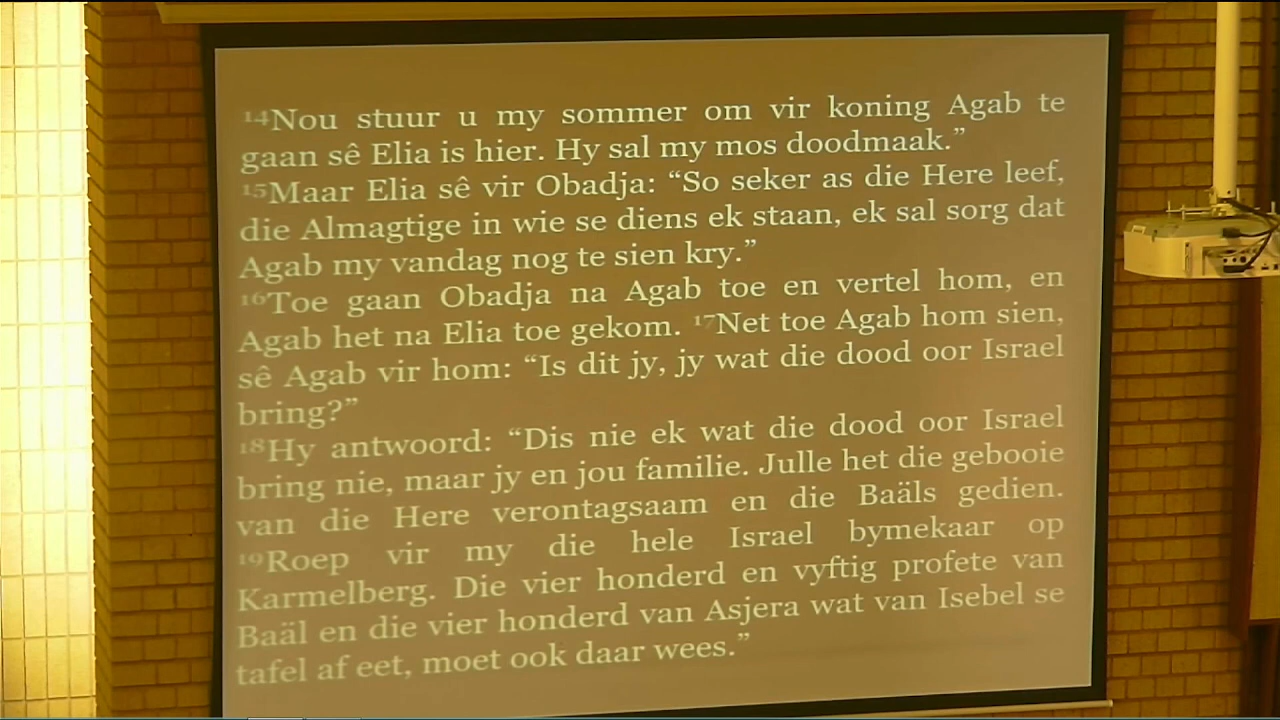 ¹⁴Nou stuur u my sommer om vir koning Agab te
gaan sê Elia is hier. Hy sal my mos doodmaak.”
¹⁵Maar Elia sê vir Obadja: “So seker as die Here leef,
die Almagtige in wie se diens ek staan, ek sal sorg dat
Agab my vandag nog te sien kry.”
¹⁶Toe gaan Obadja na Agab toe en vertel hom, en
Agab het na Elia toe gekom. ¹⁷Net toe Agab hom sien,
sê Agab vir hom: “Is dit jy, jy wat die dood oor Israel
bring?”
¹⁸Hy antwoord: “Dis nie ek wat die dood oor Israel
bring nie, maar jy en jou familie. Julle het die gebooie
van die Here verontagsaam en die Baäls gedien.
¹⁹Roep vir my die hele Israel bymekaar op
Karmelberg. Die vier honderd en vyftig profete van
Baäl en die vier honderd van Asjera wat van Isebel se
tafel af eet, moet ook daar wees.”